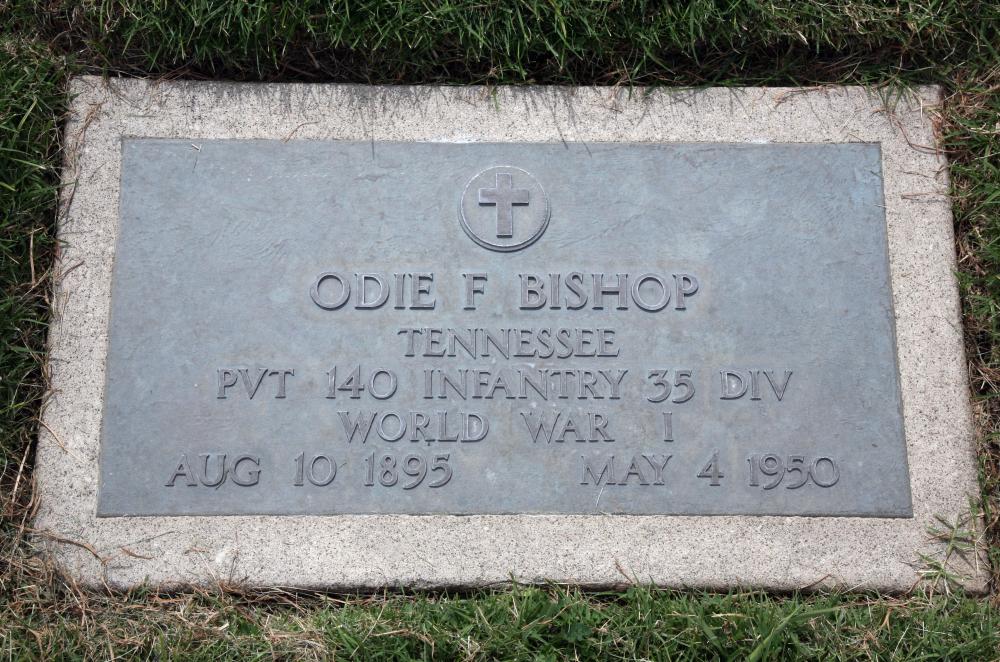 ODIE F BISHOP
TENNESSEE
PVT 140 INFANTRY 35 DIV
WORLD WAR I
AUG 10 1895 MAY 4 1950